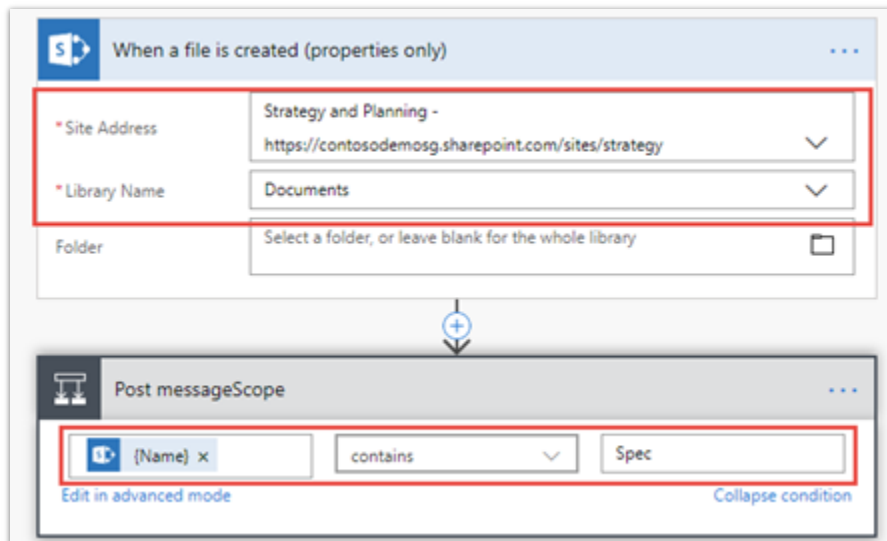 When a file is created (properties only)
* Site Address
Strategy and Planning -
https://contosodemosg.sharepoint.com/sites/strategy
* Library Name
Documents
Folder
Select a folder, or leave blank for the whole library
Post messageScope
{Name} ×
contains
Spec
Edit in advanced mode
Collapse condition